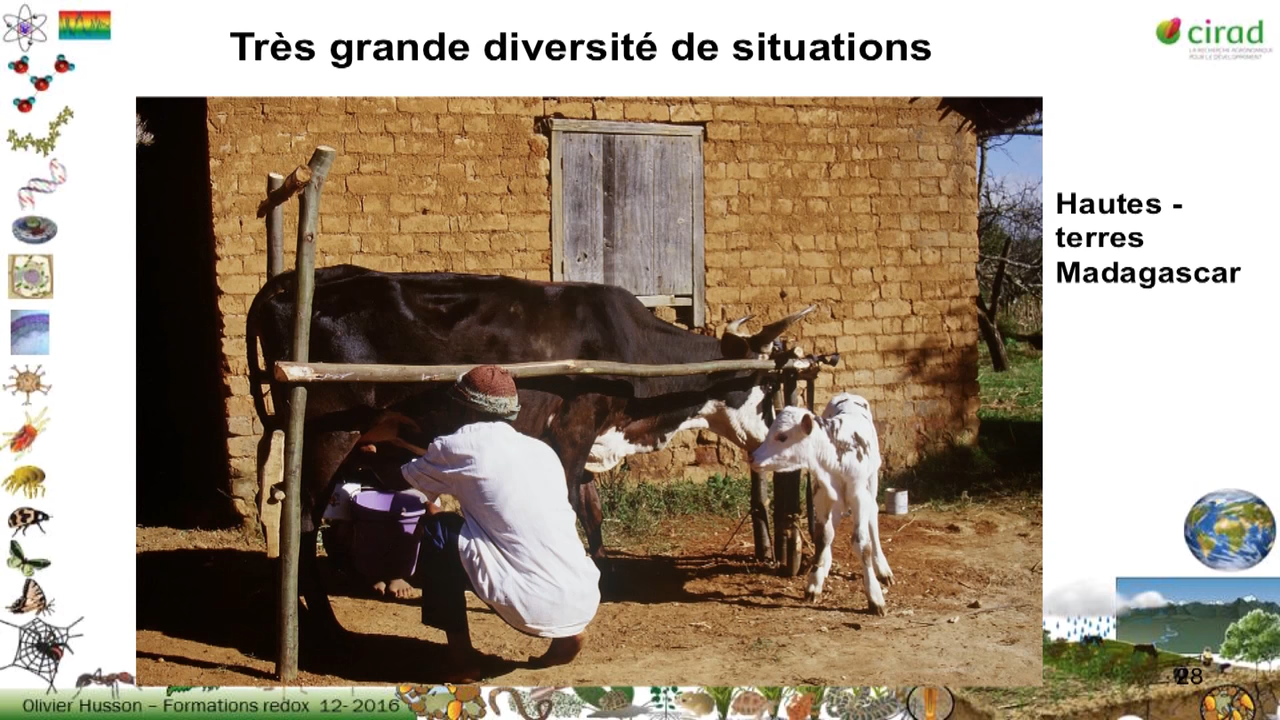 Très grande diversité de situations
cirad
LA RECHERCHE AGRONOMIQUE
POUR LE DÉVELOPPEMENT
Hautes -
terres
Madagascar
Olivier Husson – Formations redox 12- 2016